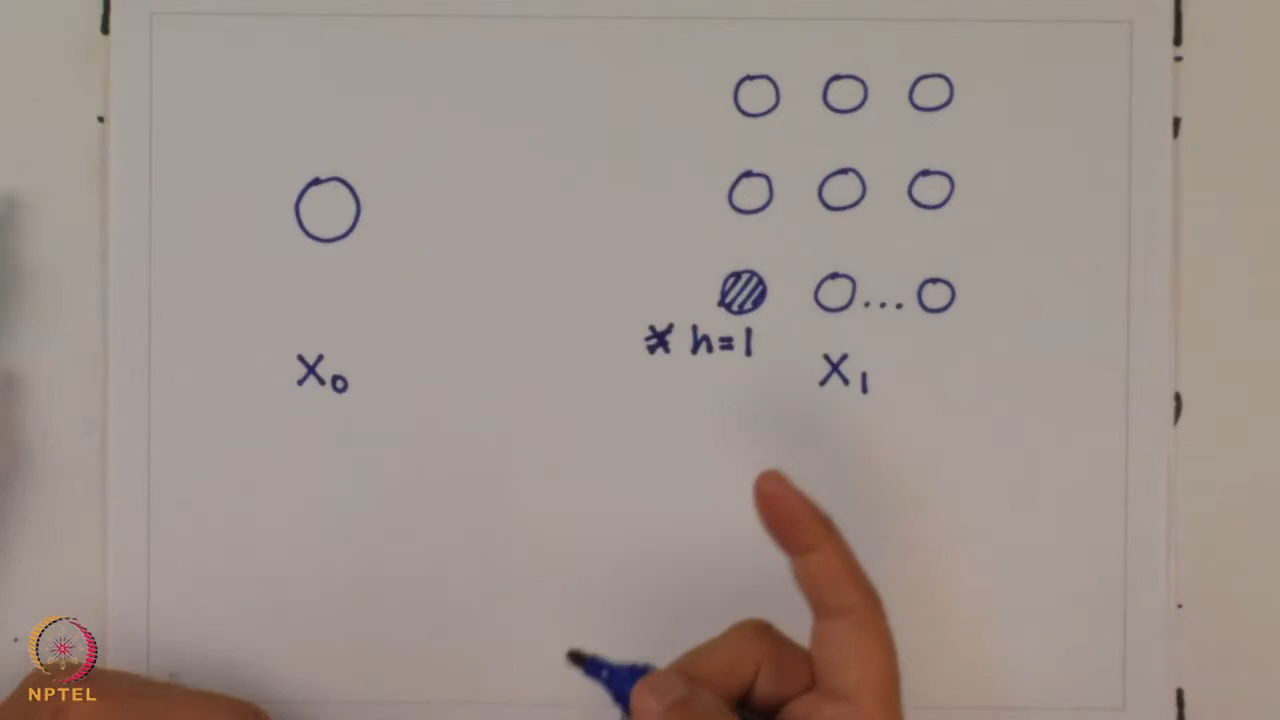 * h=1
X₀
X₁
NPTEL